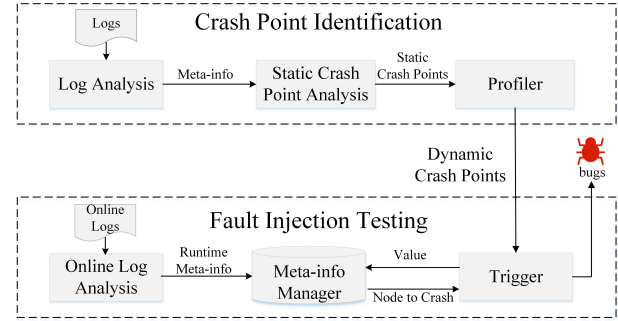 Crash Point Identification
Logs
Log Analysis
Meta-info
Static Crash
Point Analysis
Static
Crash Points
Profiler
Dynamic
Crash Points
bugs
Fault Injection Testing
Online
Logs
Online Log
Analysis
Runtime
Meta-info
Meta-info
Manager
Value
Node to Crash
Trigger